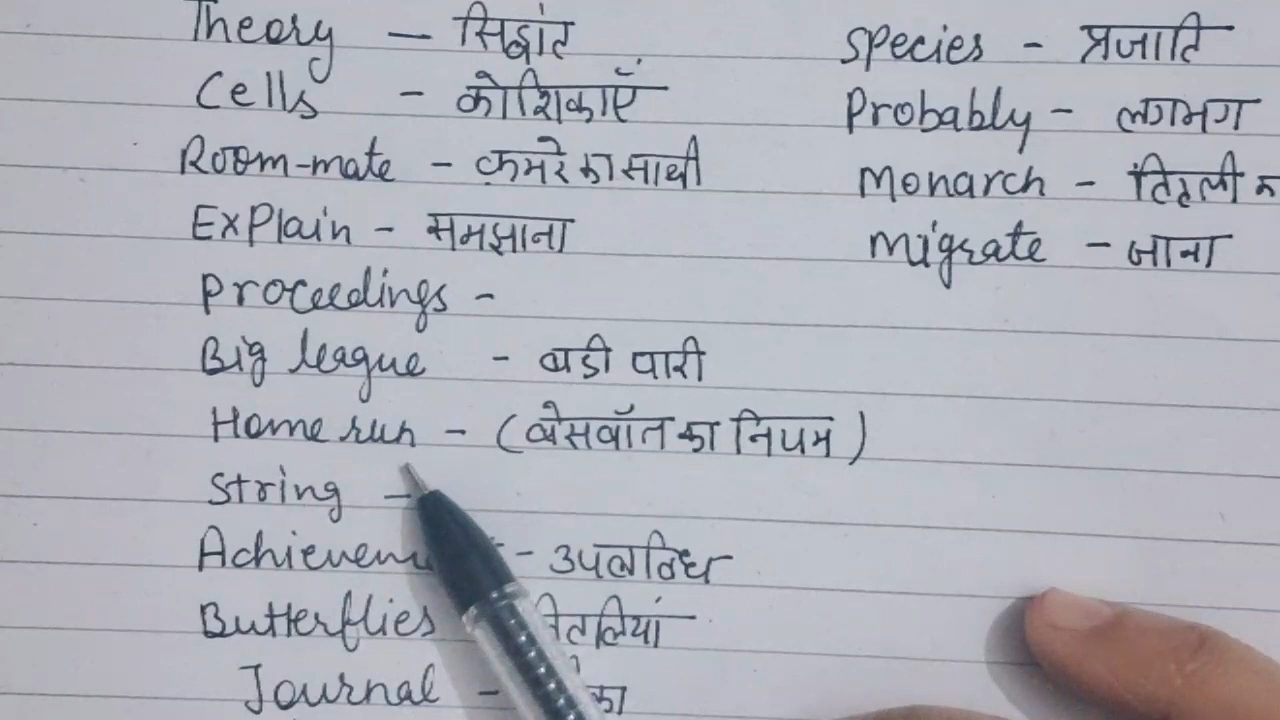 Theory - सिद्धांत
Cells - कोशिकाएँ
Room-mate - कमरे का साथी
Explain - समझाना
Proceedings -
Big league - बडी पारी
Home run - (बेसबॉल का नियम)
String -
- उपलब्धि
Butterflies
Journal -
Species - प्रजाति
Probably - लगभग
Monarch - तितली
Migrate - जाना